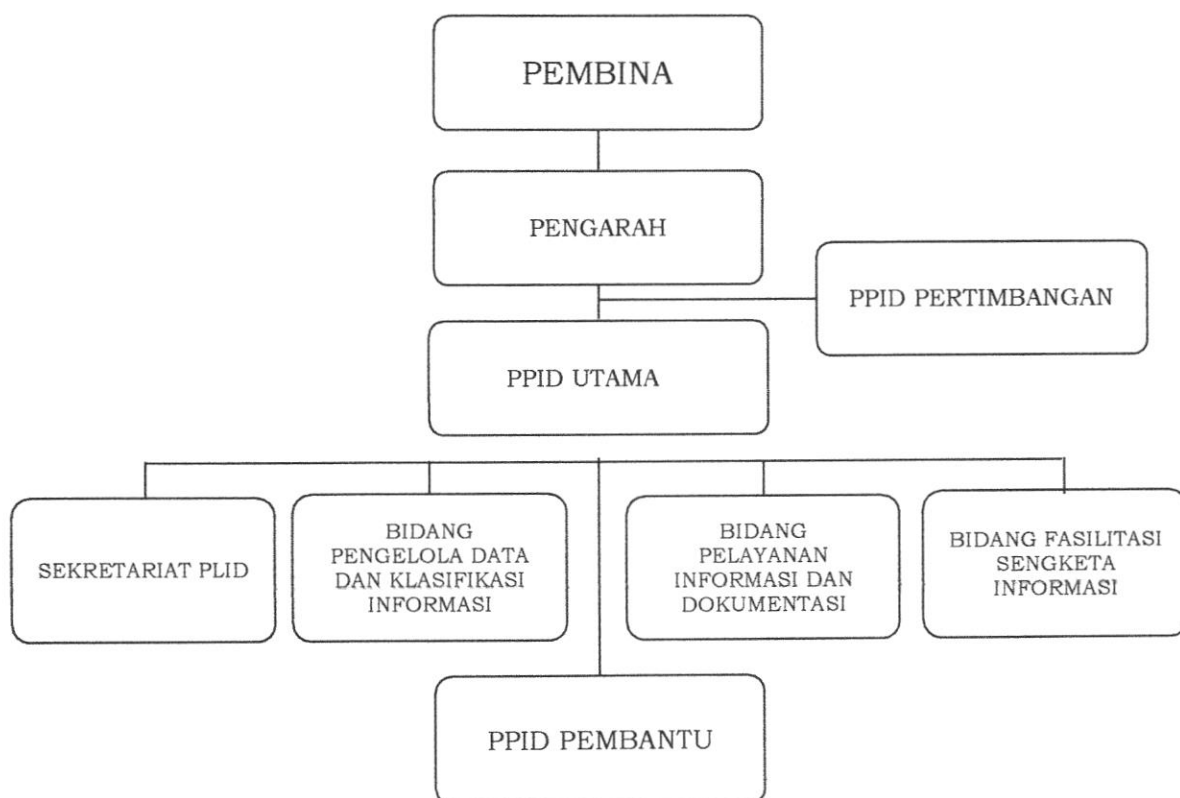 PEMBINA
PENGARAH
PPID PERTIMBANGAN
PPID UTAMA
SEKRETARIAT PLID
BIDANG
PENGELOLA DATA
DAN KLASIFIKASI
INFORMASI
BIDANG
PELAYANAN
INFORMASI DAN
DOKUMENTASI
BIDANG FASILITASI
SENGKETA
INFORMASI
PPID PEMBANTU